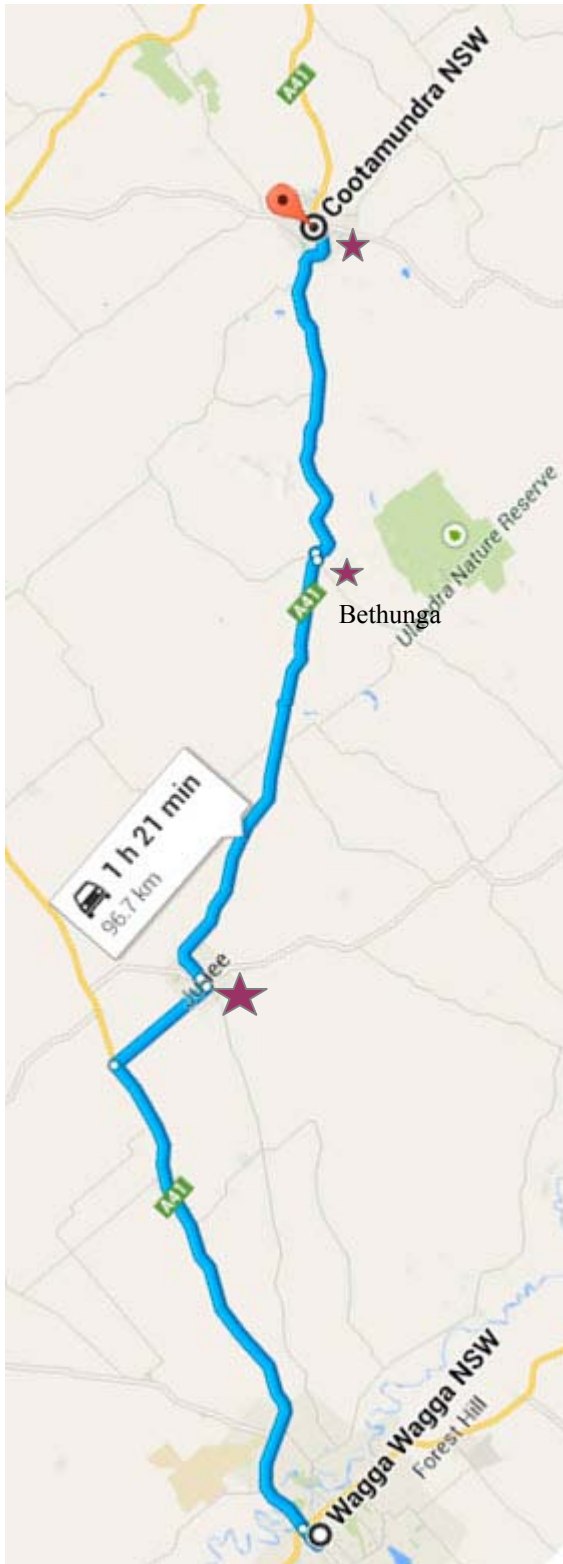 A41
Cootamundra NSW
Ulandra Nature Reserve
A41
Bethunga
1 h 21 min
96.7 km
Junee
A41
Wagga Wagga NSW
Forest Hill